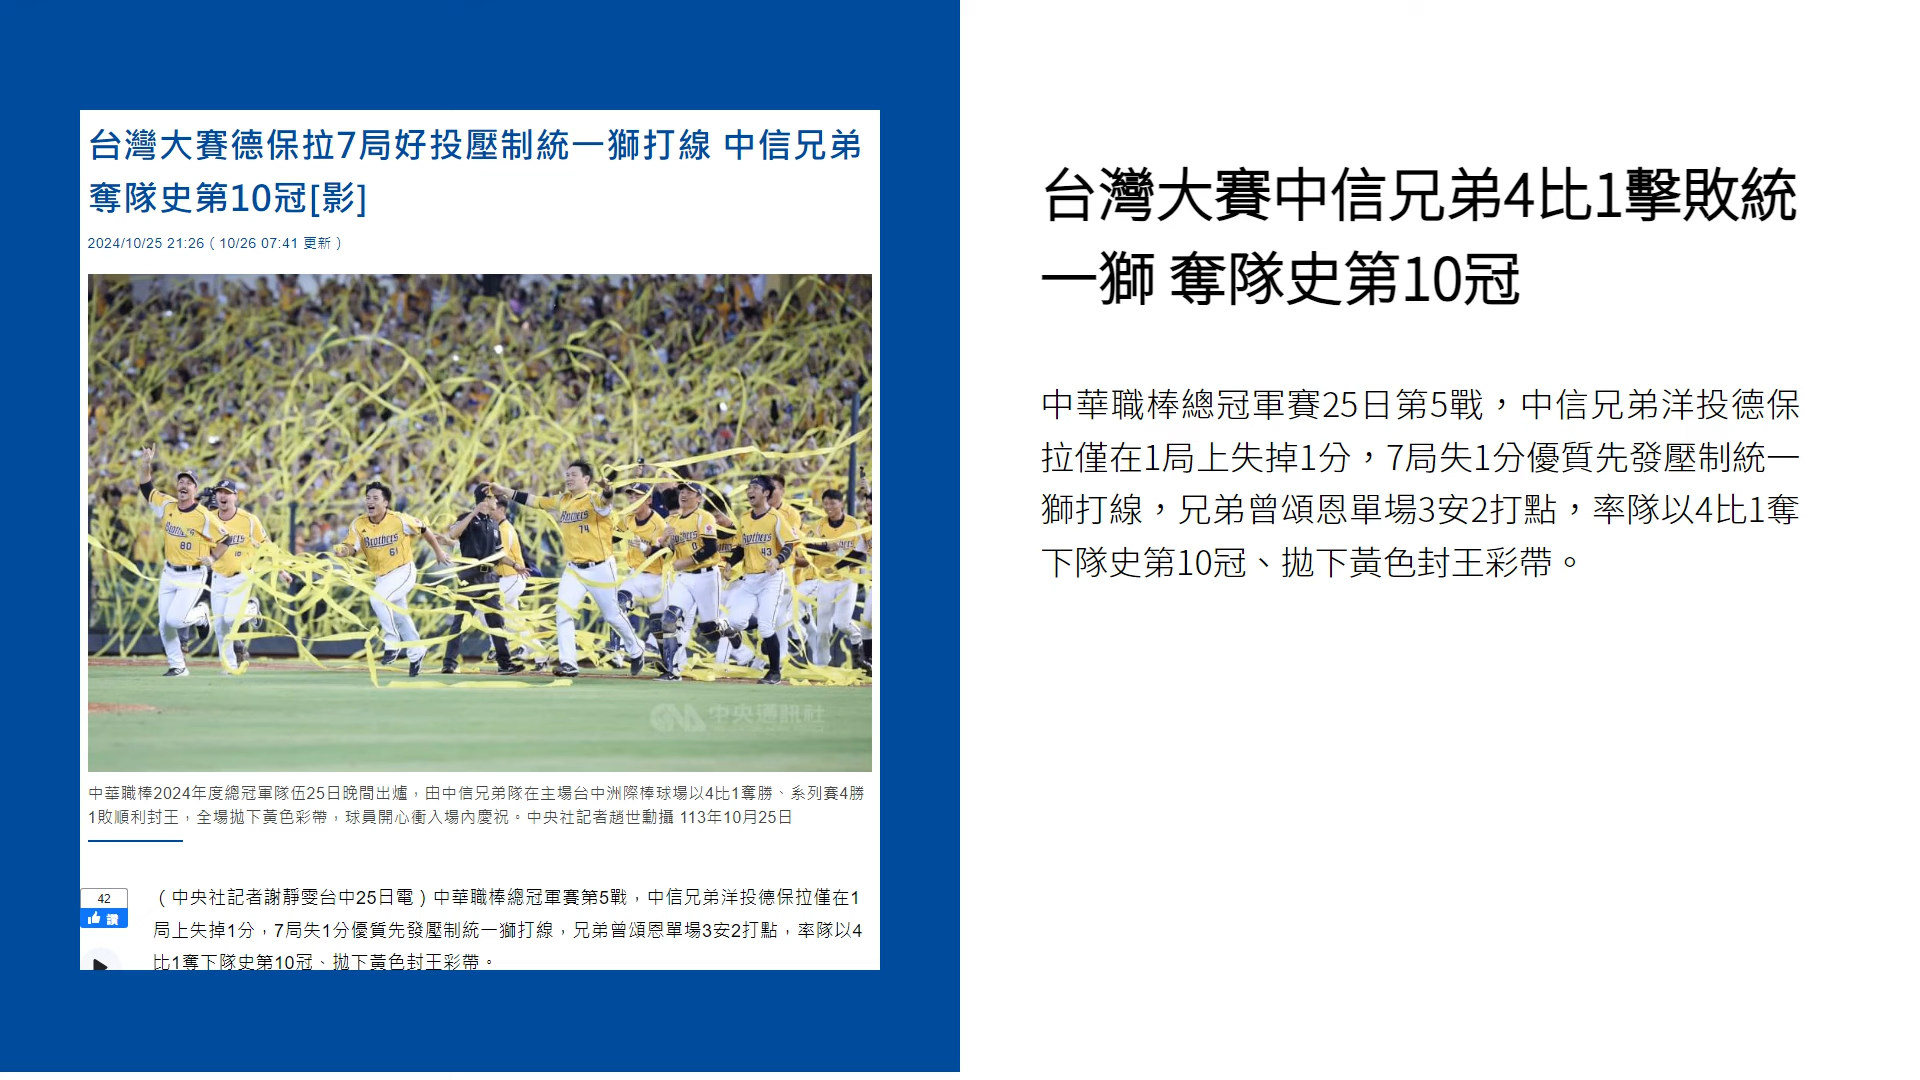 台灣大賽德保拉7局好投壓制統一獅打線 中信兄弟
奪隊史第10冠[影]
2024/10/25 21:26（10/26 07:41 更新）
Brothers
80
10
Brothers
61
Brothers
74
0
Brothers
43
CNA 中央通訊社
中華職棒2024年度總冠軍隊伍25日晚間出爐，由中信兄弟隊在主場台中洲際棒球場以4比1奪勝、系列賽4勝
1敗順利封王，全場拋下黃色彩帶，球員開心衝入場內慶祝。中央社記者趙世勳攝 113年10月25日
42
讚
（中央社記者謝靜雯台中25日電）中華職棒總冠軍賽第5戰，中信兄弟洋投德保拉僅在1
局上失掉1分，7局失1分優質先發壓制統一獅打線，兄弟曾頌恩單場3安2打點，率隊以4
比1奪下隊史第10冠、拋下黃色封王彩帶。
台灣大賽中信兄弟4比1擊敗統
一獅 奪隊史第10冠
中華職棒總冠軍賽25日第5戰，中信兄弟洋投德保
拉僅在1局上失掉1分，7局失1分優質先發壓制統一
獅打線，兄弟曾頌恩單場3安2打點，率隊以4比1奪
下隊史第10冠、拋下黃色封王彩帶。